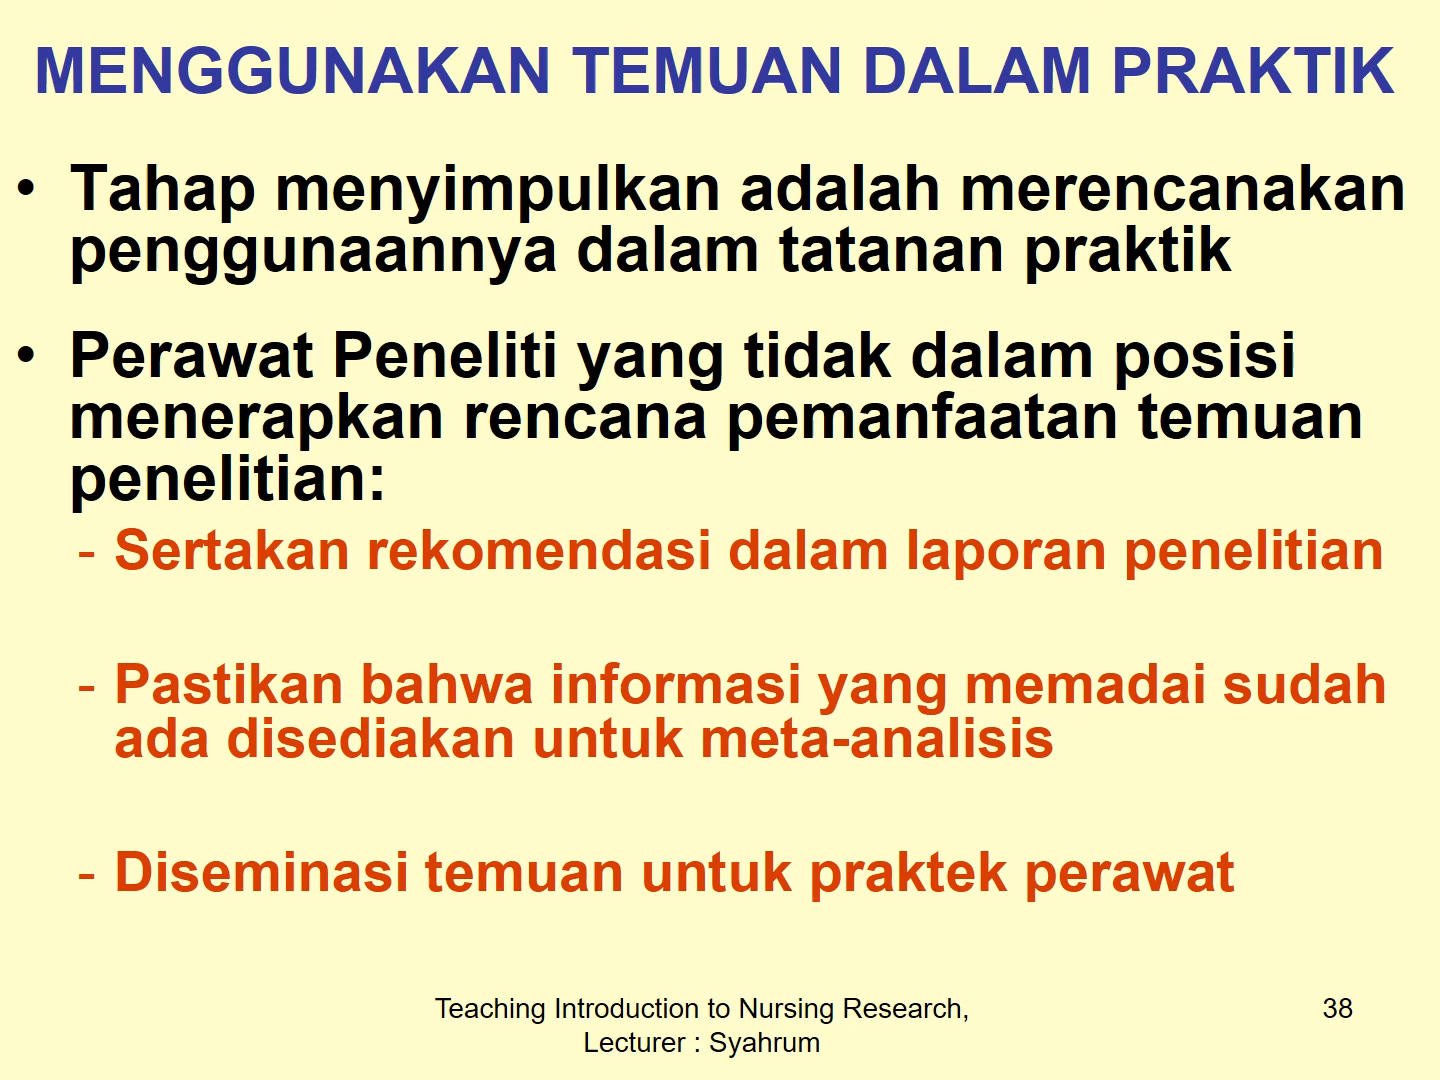 MENGGUNAKAN TEMUAN DALAM PRAKTIK
• Tahap menyimpulkan adalah merencanakan
penggunaannya dalam tatanan praktik
• Perawat Peneliti yang tidak dalam posisi
menerapkan rencana pemanfaatan temuan
penelitian:
- Sertakan rekomendasi dalam laporan penelitian
- Pastikan bahwa informasi yang memadai sudah
ada disediakan untuk meta-analisis
- Diseminasi temuan untuk praktek perawat
Teaching Introduction to Nursing Research,
Lecturer : Syahrum
38